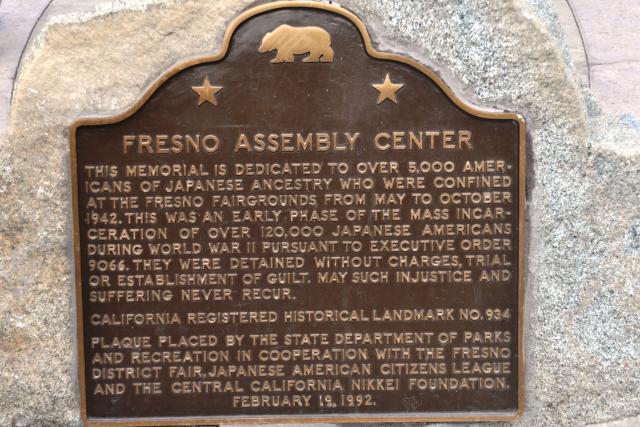 FRESNO ASSEMBLY CENTER
THIS MEMORIAL IS DEDICATED TO OVER 5,000 AMER-
ICANS OF JAPANESE ANCESTRY WHO WERE CONFINED
AT THE FRESNO FAIRGROUNDS FROM MAY TO OCTOBER
1942. THIS WAS AN EARLY PHASE OF THE MASS INCAR-
CERATION OF OVER 120,000 JAPANESE AMERICANS
DURING WORLD WAR II PURSUANT TO EXECUTIVE ORDER
9066. THEY WERE DETAINED WITHOUT CHARGES, TRIAL
OR ESTABLISHMENT OF GUILT. MAY SUCH INJUSTICE AND
SUFFERING NEVER RECUR.
CALIFORNIA REGISTERED HISTORICAL LANDMARK NO. 934
PLAQUE PLACED BY THE STATE DEPARTMENT OF PARKS
AND RECREATION IN COOPERATION WITH THE FRESNO
DISTRICT FAIR, JAPANESE AMERICAN CITIZENS LEAGUE
AND THE CENTRAL CALIFORNIA NIKKEI FOUNDATION.
FEBRUARY 19, 1992.